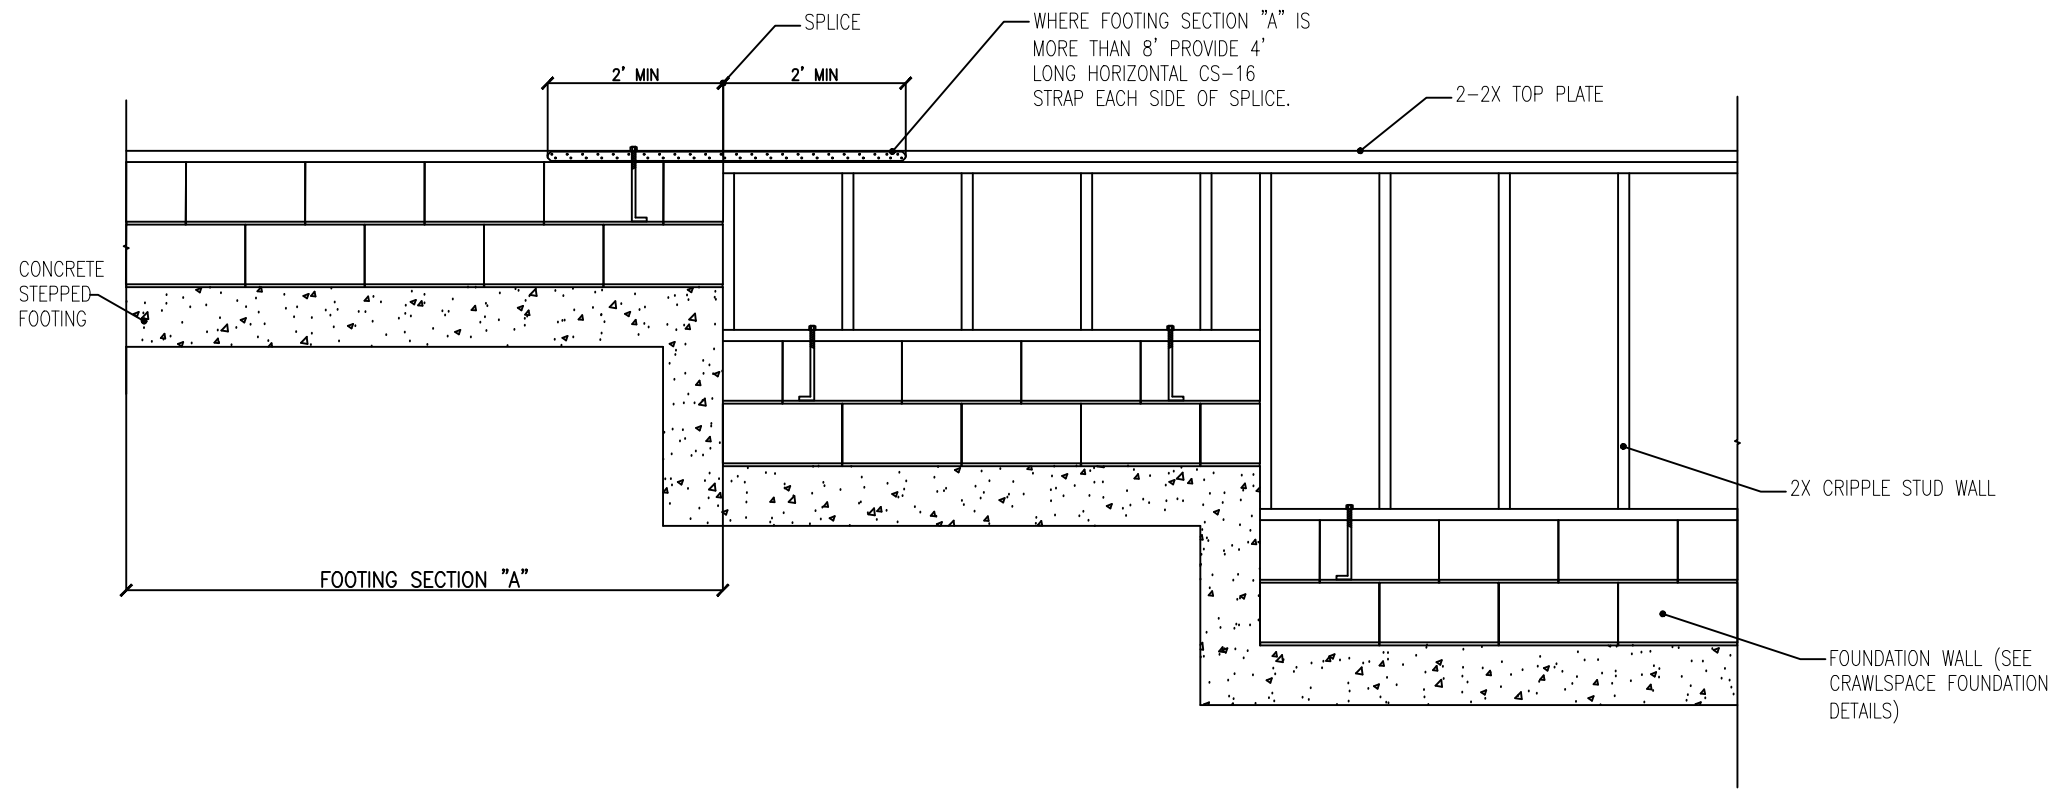 SPLICE
WHERE FOOTING SECTION "A" IS
MORE THAN 8' PROVIDE 4'
LONG HORIZONTAL CS-16
STRAP EACH SIDE OF SPLICE.
2' MIN
2' MIN
2-2X TOP PLATE
CONCRETE
STEPPED
FOOTING
2X CRIPPLE STUD WALL
FOOTING SECTION "A"
FOUNDATION WALL (SEE
CRAWLSPACE FOUNDATION
DETAILS)